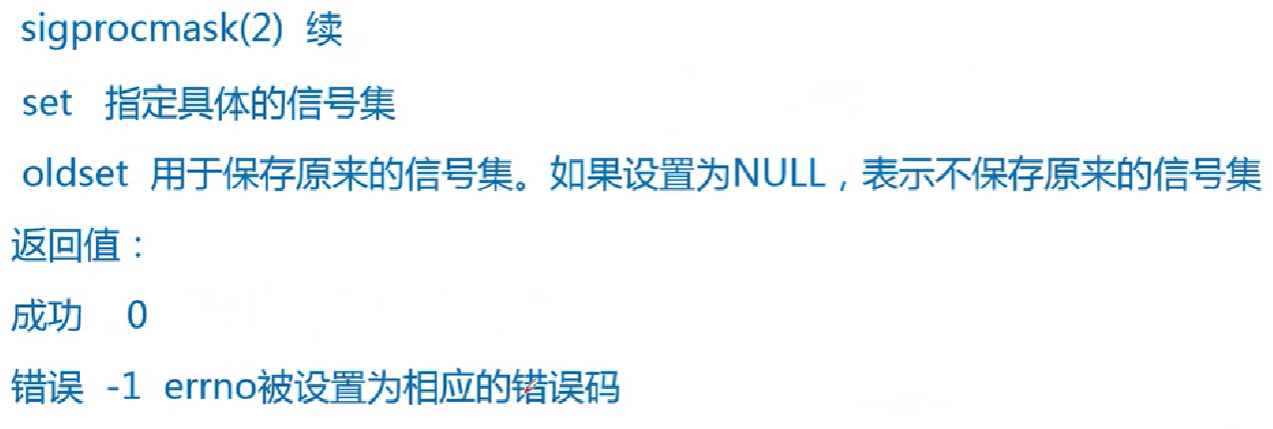 sigprocmask(2) 续
set 指定具体的信号集
oldset 用于保存原来的信号集。如果设置为NULL，表示不保存原来的信号集
返回值：
成功 0
错误 -1 errno被设置为相应的错误码